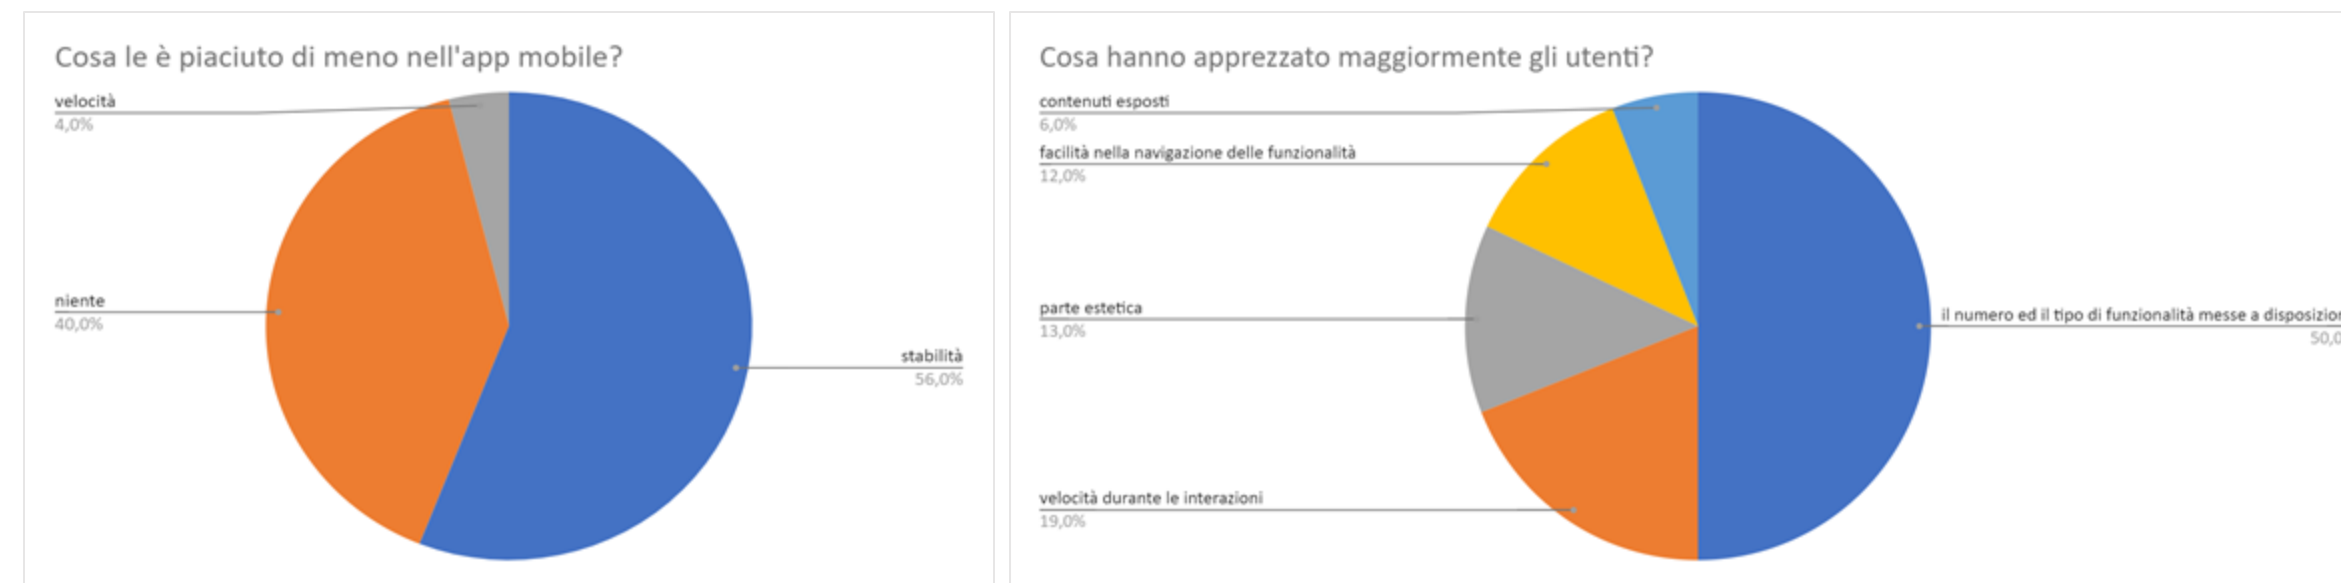 Cosa le è piaciuto di meno nell'app mobile?
velocità
4,0%
niente
40,0%
stabilità
56,0%
Cosa hanno apprezzato maggiormente gli utenti?
contenuti esposti
6,0%
facilità nella navigazione delle funzionalità
12,0%
parte estetica
13,0%
il numero ed il tipo di funzionalità messe a
50,0
velocità durante le interazioni
19,0%